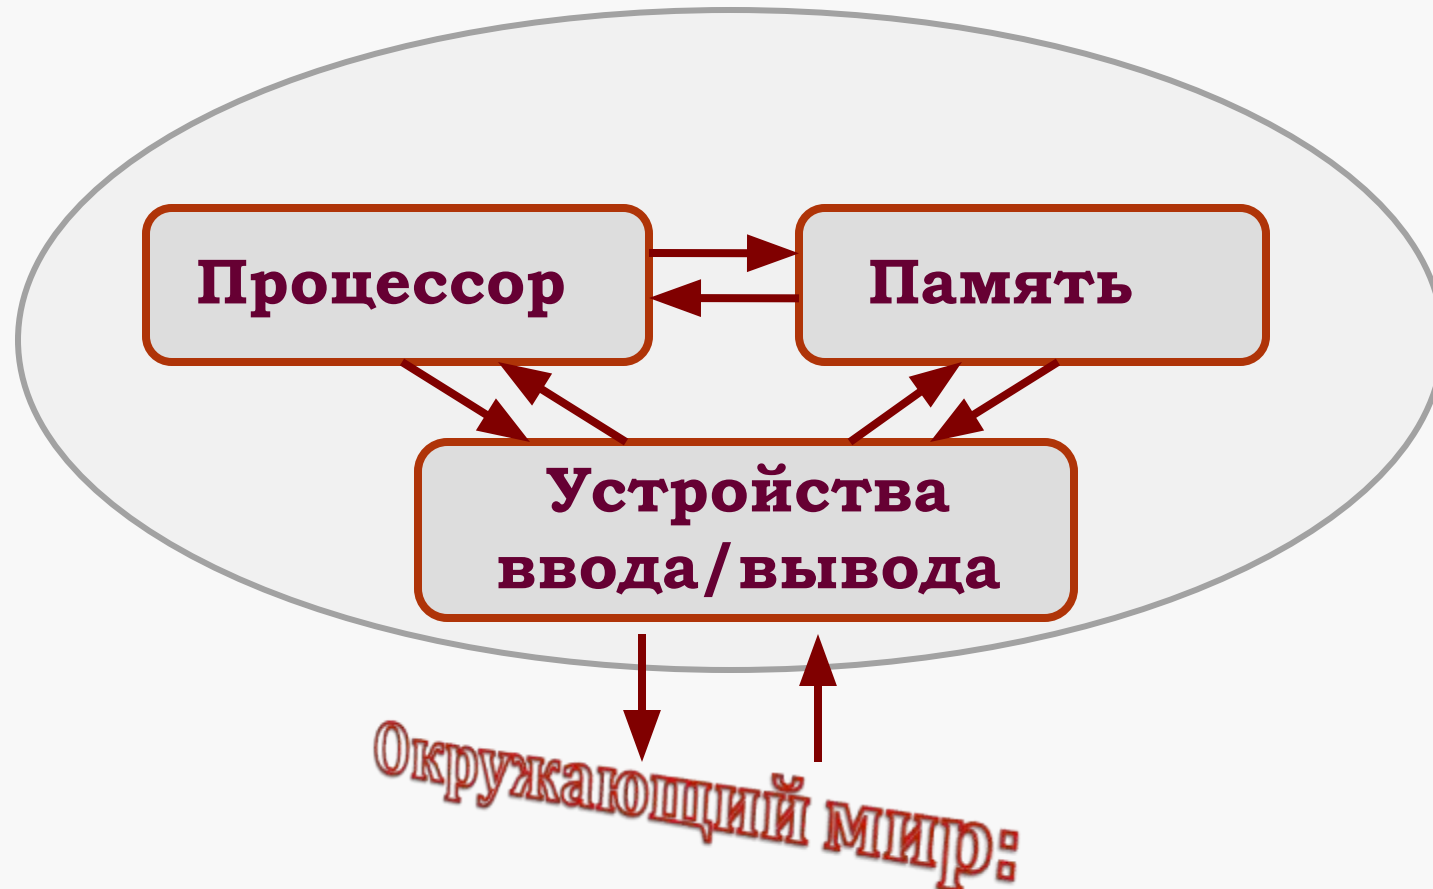 Процессор
Память
Устройства
ввода/вывода
Окружающий мир: